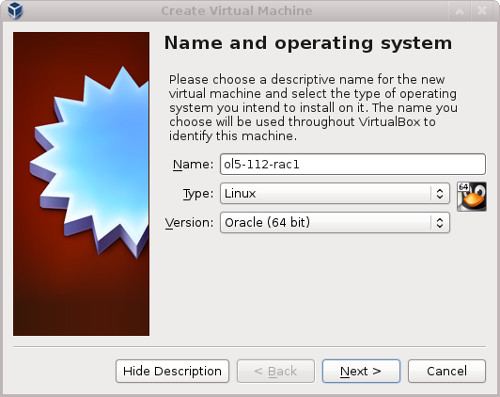 Create Virtual Machine
Name and operating system
Please choose a descriptive name for the new
virtual machine and select the type of operating
system you intend to install on it. The name you
choose will be used throughout VirtualBox to
identify this machine.
Name: ol5-112-rac1
Type: Linux
64
Version: Oracle (64 bit)
Hide Description < Back Next > Cancel